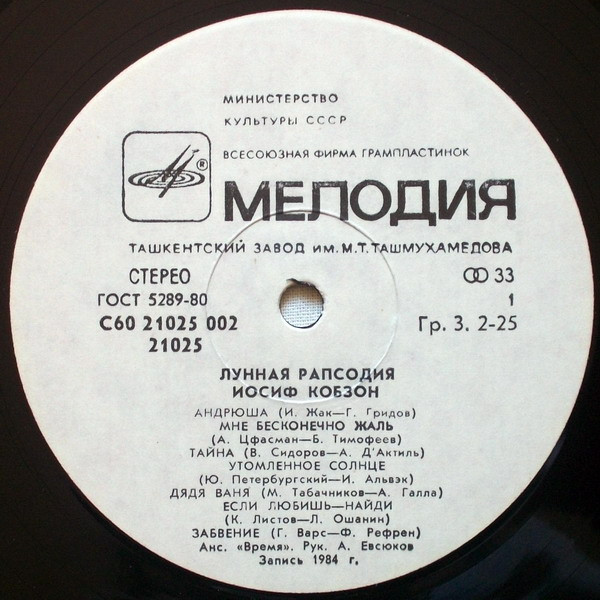 МИНИСТЕРСТВО
КУЛЬТУРЫ СССР
ВСЕСОЮЗНАЯ ФИРМА ГРАМПЛАСТИНОК
®
МЕЛОДИЯ
ТАШКЕНТСКИЙ ЗАВОД ИМ. М.Т. ТАШМУХАМЕДОВА
СТЕРЕО 33
ГОСТ 5289-80 1
С60 21025 002 Гр. 3. 2-25
21025
ЛУННАЯ РАПСОДИЯ
ИОСИФ КОБЗОН
АНДРЮША (И. Жак—Г. Гридов)
МНЕ БЕСКОНЕЧНО ЖАЛЬ
(А. Цфасман—Б. Тимофеев)
ТАЙНА (В. Сидоров—А. Д'Актиль)
УТОМЛЕННОЕ СОЛНЦЕ
(Ю. Петербургский—И. Альвэк)
ДЯДЯ ВАНЯ (М. Табачников—А. Галла)
ЕСЛИ ЛЮБИШЬ—НАЙДИ
(К. Листов—Л. Ошанин)
ЗАБВЕНИЕ (Г. Варс—Ф. Рефрен)
Анс. «Время». Рук. А. Евсюков
Запись 1984 г.